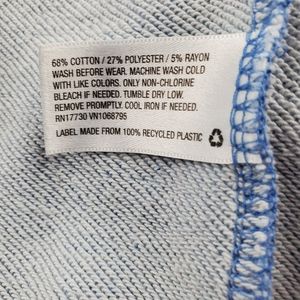 68% COTTON / 27% POLYESTER / 5% RAYON
WASH BEFORE WEAR. MACHINE WASH COLD
WITH LIKE COLORS. ONLY NON-CHLORINE
BLEACH IF NEEDED. TUMBLE DRY LOW.
REMOVE PROMPTLY. COOL IRON IF NEEDED.
RN17730 VN1068795
LABEL MADE FROM 100% RECYCLED PLASTIC